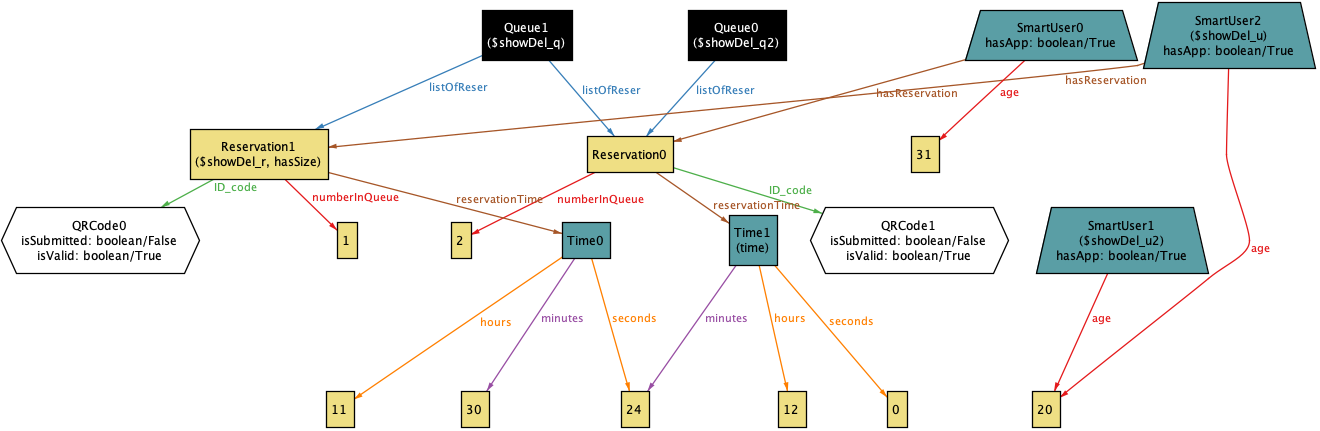 Queue1
($showDel_q)
Queue0
($showDel_q2)
SmartUser0
hasApp: boolean/True
SmartUser2
($showDel_u)
hasApp: boolean/True
listOfReser
listOfReser
listOfReser
hasReservation
age
hasReservation
Reservation1
($showDel_r, hasSize)
Reservation0
31
ID_code
numberInQueue
reservationTime
numberInQueue
reservationTime
ID_code
QRCode0
isSubmitted: boolean/False
isValid: boolean/True
1
2
Time0
Time1
(time)
QRCode1
isSubmitted: boolean/False
isValid: boolean/True
SmartUser1
($showDel_u2)
hasApp: boolean/True
age
hours
minutes
seconds
minutes
hours
seconds
age
11
30
24
12
0
20